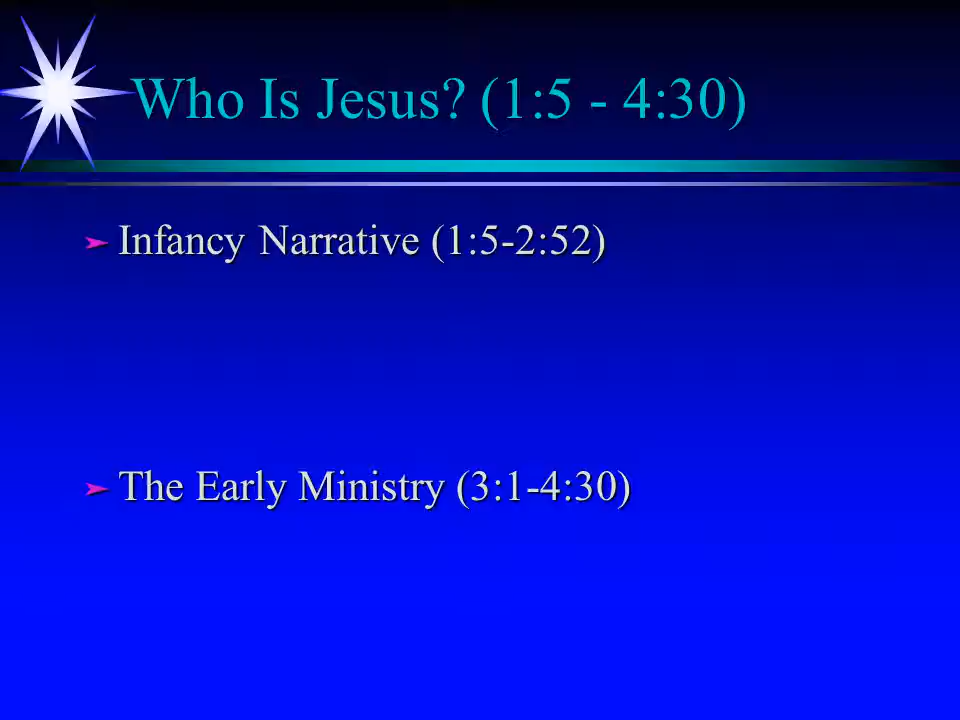 Who Is Jesus? (1:5 - 4:30)
Infancy Narrative (1:5-2:52)
The Early Ministry (3:1-4:30)